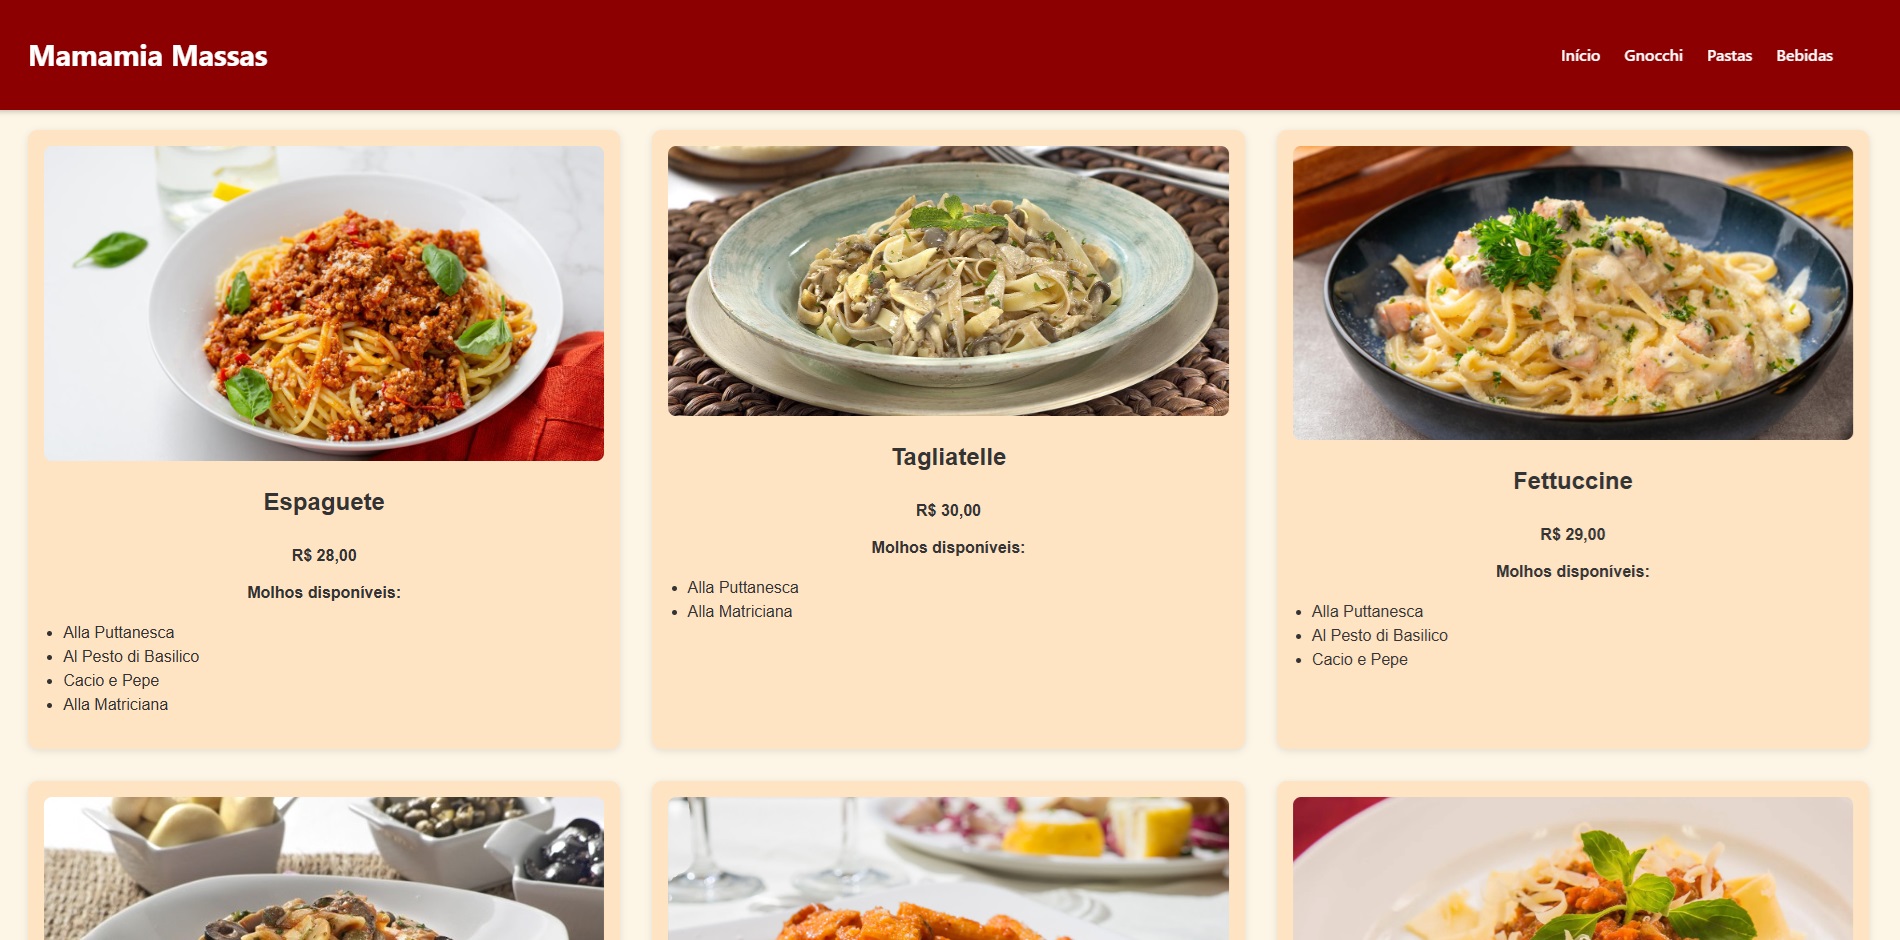 Mamamia Massas
Início Gnocchi Pastas Bebidas
Espaguete
R$ 28,00
Molhos disponíveis:
Alla Puttanesca
Al Pesto di Basilico
Cacio e Pepe
Alla Matriciana
Tagliatelle
R$ 30,00
Molhos disponíveis:
Alla Puttanesca
Alla Matriciana
Fettuccine
R$ 29,00
Molhos disponíveis:
Alla Puttanesca
Al Pesto di Basilico
Cacio e Pepe